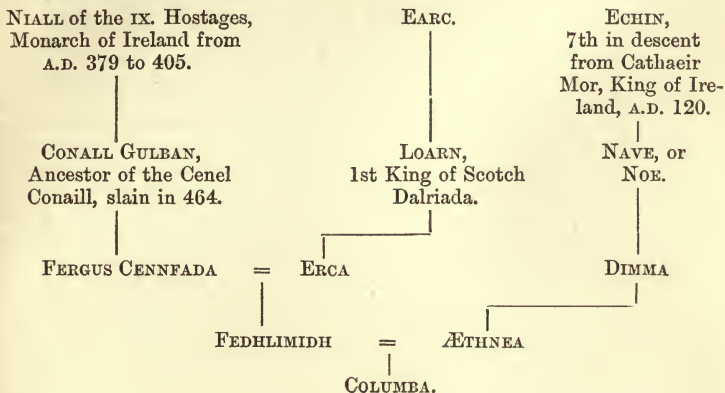 NIALL of the IX. Hostages,
Monarch of Ireland from
A.D. 379 to 405.
EARC.
ECHIN,
7th in descent
from Cathaeir
Mor, King of Ire-
land, A.D. 120.
CONALL GULBAN,
Ancestor of the Cenel
Conaill, slain in 464.
LOARN,
1st King of Scotch
Dalriada.
NAVE, or
NOE.
FERGUS CENNFADA = ERCA
DIMMA
FEDHLIMIDH = ÆTHNEA
COLUMBA.